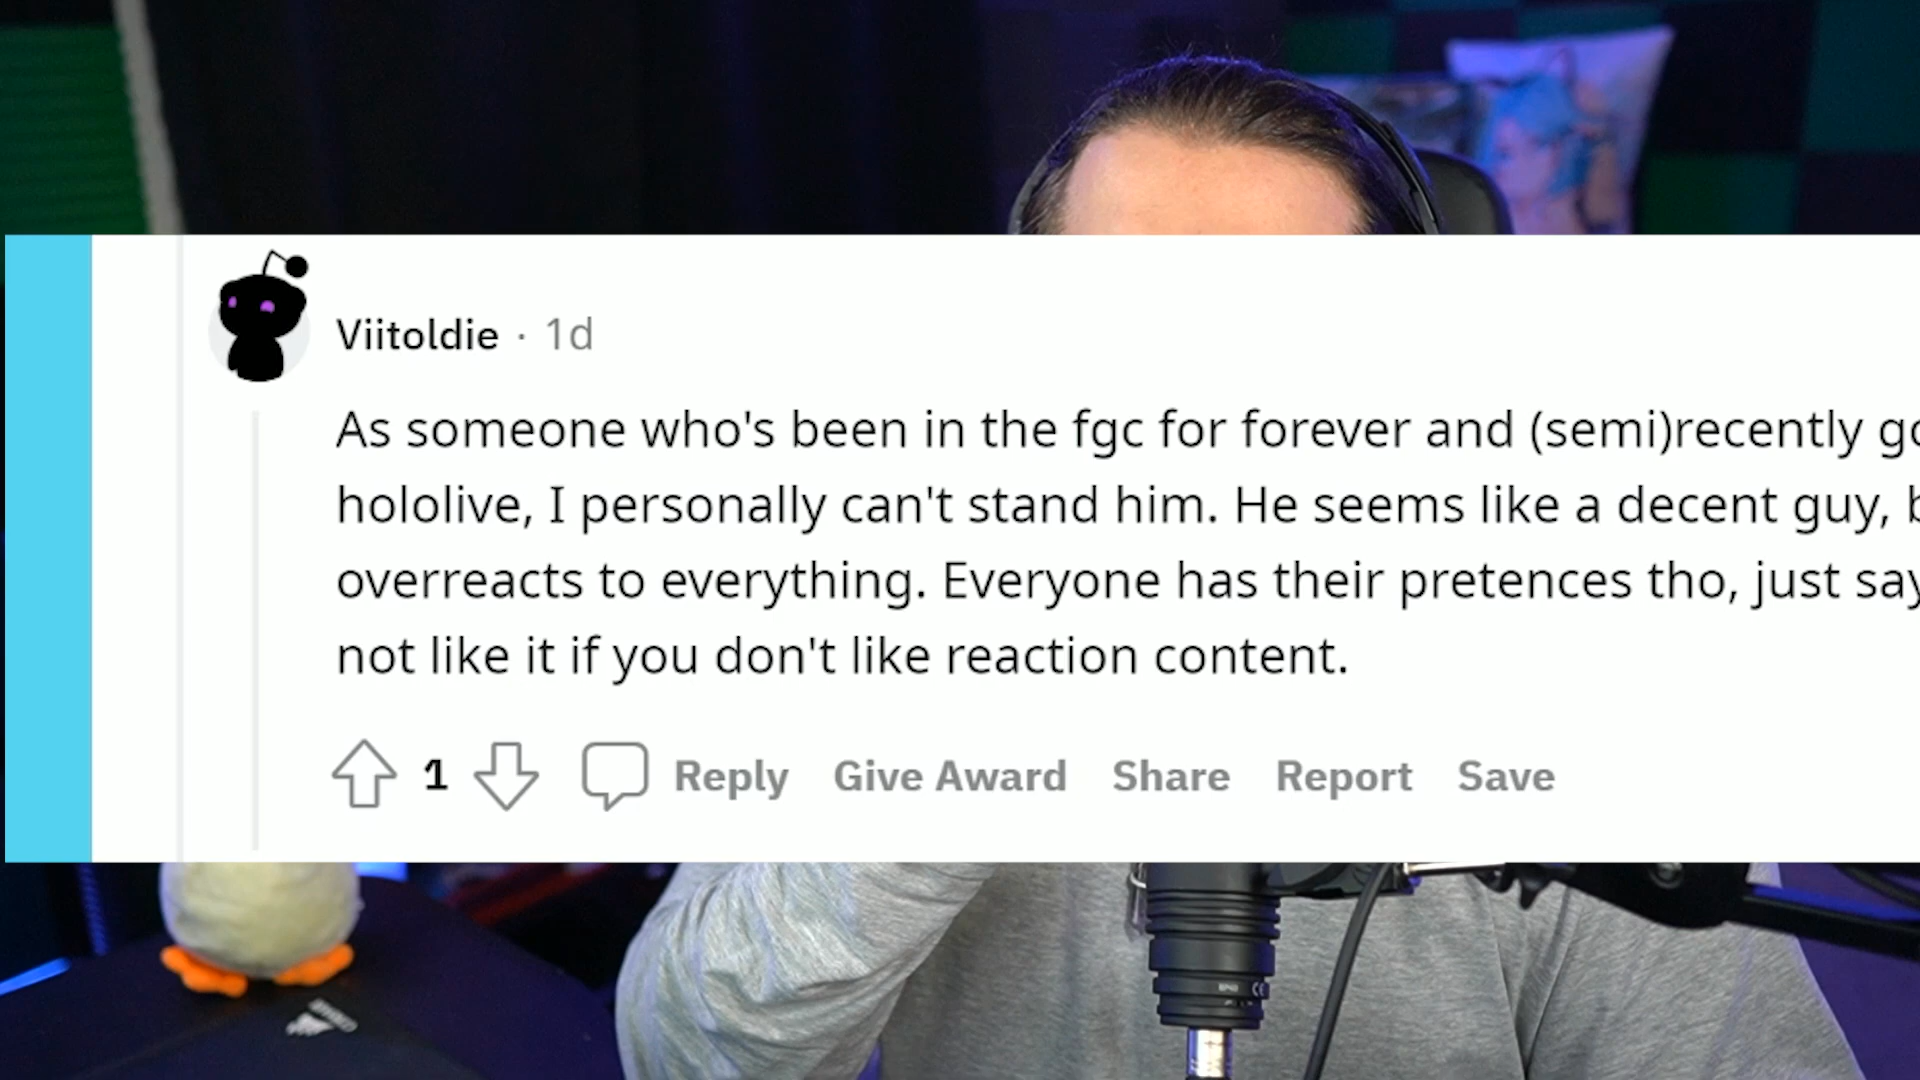 Viitoldie · 1d
As someone who's been in the fgc for forever and (semi)recently
hololive, I personally can't stand him. He seems like a decent guy,
overreacts to everything. Everyone has their pretences tho, just
not like it if you don't like reaction content.
1 Reply Give Award Share Report Save